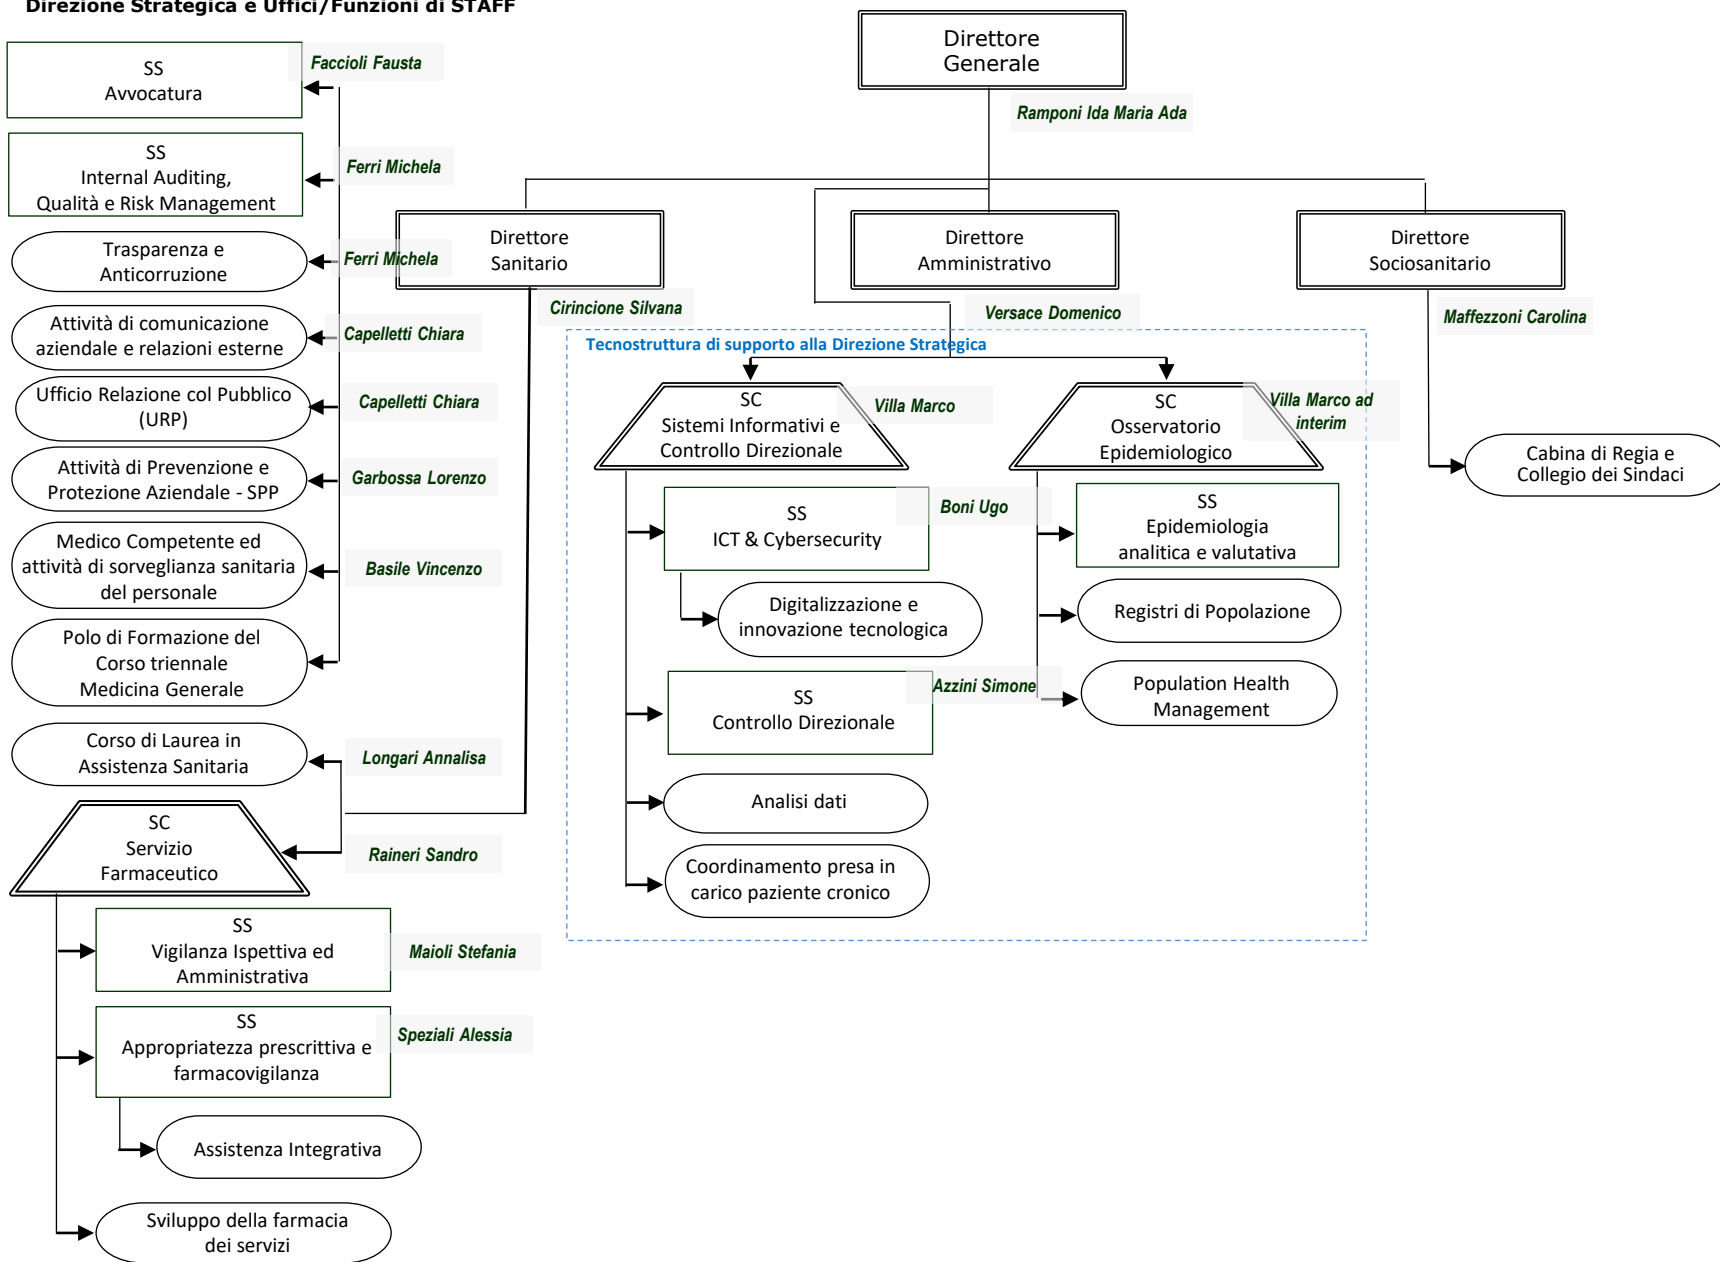 Direzione Strategica e Uffici/Funzioni di STAFF
Direttore
Generale
Ramponi Ida Maria Ada
SS
Avvocatura
Faccioli Fausta
SS
Internal Auditing,
Qualità e Risk Management
Ferri Michela
Trasparenza e
Anticorruzione
Ferri Michela
Attività di comunicazione
aziendale e relazioni esterne
Capelletti Chiara
Ufficio Relazione col Pubblico
(URP)
Capelletti Chiara
Attività di Prevenzione e
Protezione Aziendale - SPP
Garbossa Lorenzo
Medico Competente ed
attività di sorveglianza sanitaria
del personale
Basile Vincenzo
Polo di Formazione del
Corso triennale
Medicina Generale
Direttore
Sanitario
Cirincione Silvana
Corso di Laurea in
Assistenza Sanitaria
Longari Annalisa
SC
Servizio
Farmaceutico
Raineri Sandro
SS
Vigilanza Ispettiva ed
Amministrativa
Maioli Stefania
SS
Appropriatezza prescrittiva e
farmacovigilanza
Speziali Alessia
Assistenza Integrativa
Sviluppo della farmacia
dei servizi
Direttore
Amministrativo
Versace Domenico
Tecnostruttura di supporto alla Direzione Strategica
SC
Sistemi Informativi e
Controllo Direzionale
Villa Marco
SS
ICT & Cybersecurity
Boni Ugo
Digitalizzazione e
innovazione tecnologica
SS
Controllo Direzionale
Azzini Simone
Analisi dati
Coordinamento presa in
carico paziente cronico
SC
Osservatorio
Epidemiologico
Villa Marco ad
interim
SS
Epidemiologia
analitica e valutativa
Registri di Popolazione
Population Health
Management
Direttore
Sociosanitario
Maffezzoni Carolina
Cabina di Regia e
Collegio dei Sindaci